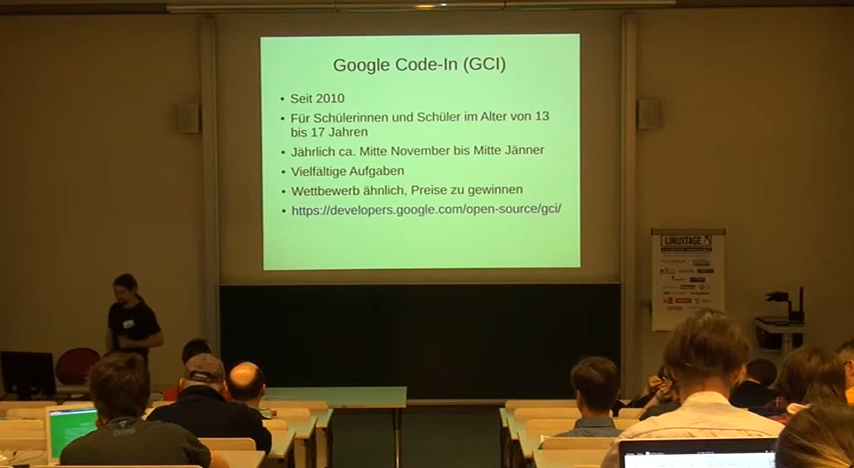 Google Code-In (GCI)
• Seit 2010
• Für Schülerinnen und Schüler im Alter von 13
bis 17 Jahren
• Jährlich ca. Mitte November bis Mitte Jänner
• Vielfältige Aufgaben
• Wettbewerb ähnlich, Preise zu gewinnen
• https://developers.google.com/open-source/gci/
LINUXTAGE